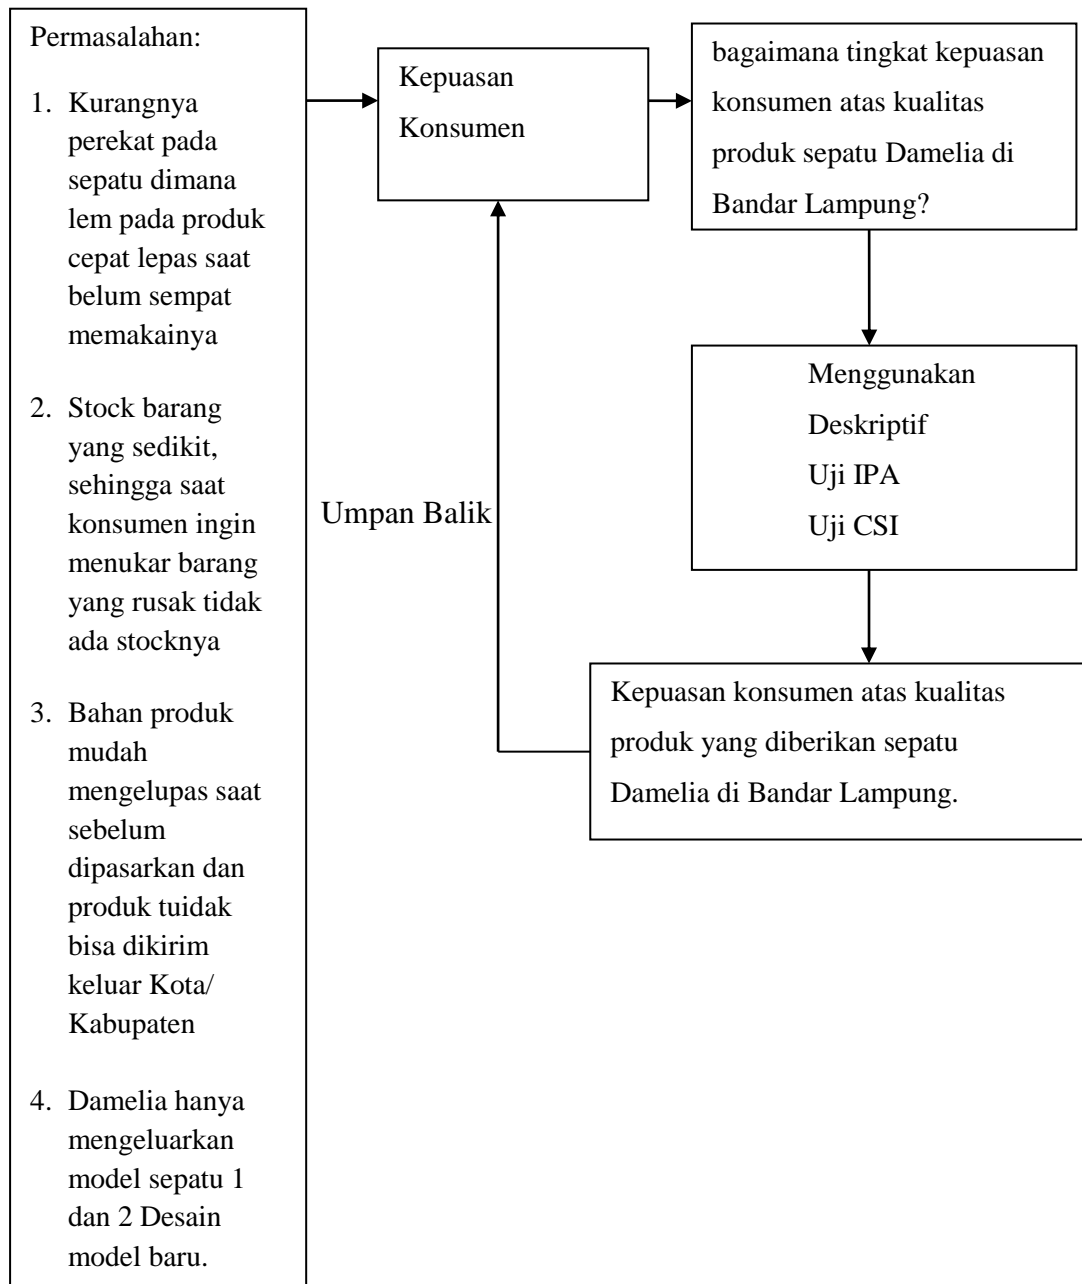 Permasalahan:
1. Kurangnya
perekat pada
sepatu dimana
lem pada produk
cepat lepas saat
belum sempat
memakainya
2. Stock barang
yang sedikit,
sehingga saat
konsumen ingin
menukar barang
yang rusak tidak
ada stocknya
3. Bahan produk
mudah
mengelupas saat
sebelum
dipasarkan dan
produk tuidak
bisa dikirim
keluar Kota/
Kabupaten
4. Damelia hanya
mengeluarkan
model sepatu 1
dan 2 Desain
model baru.
Kepuasan
Konsumen
bagaimana tingkat kepuasan
konsumen atas kualitas
produk sepatu Damelia di
Bandar Lampung?
Menggunakan
Deskriptif
Uji IPA
Uji CSI
Umpan Balik
Kepuasan konsumen atas kualitas
produk yang diberikan sepatu
Damelia di Bandar Lampung.